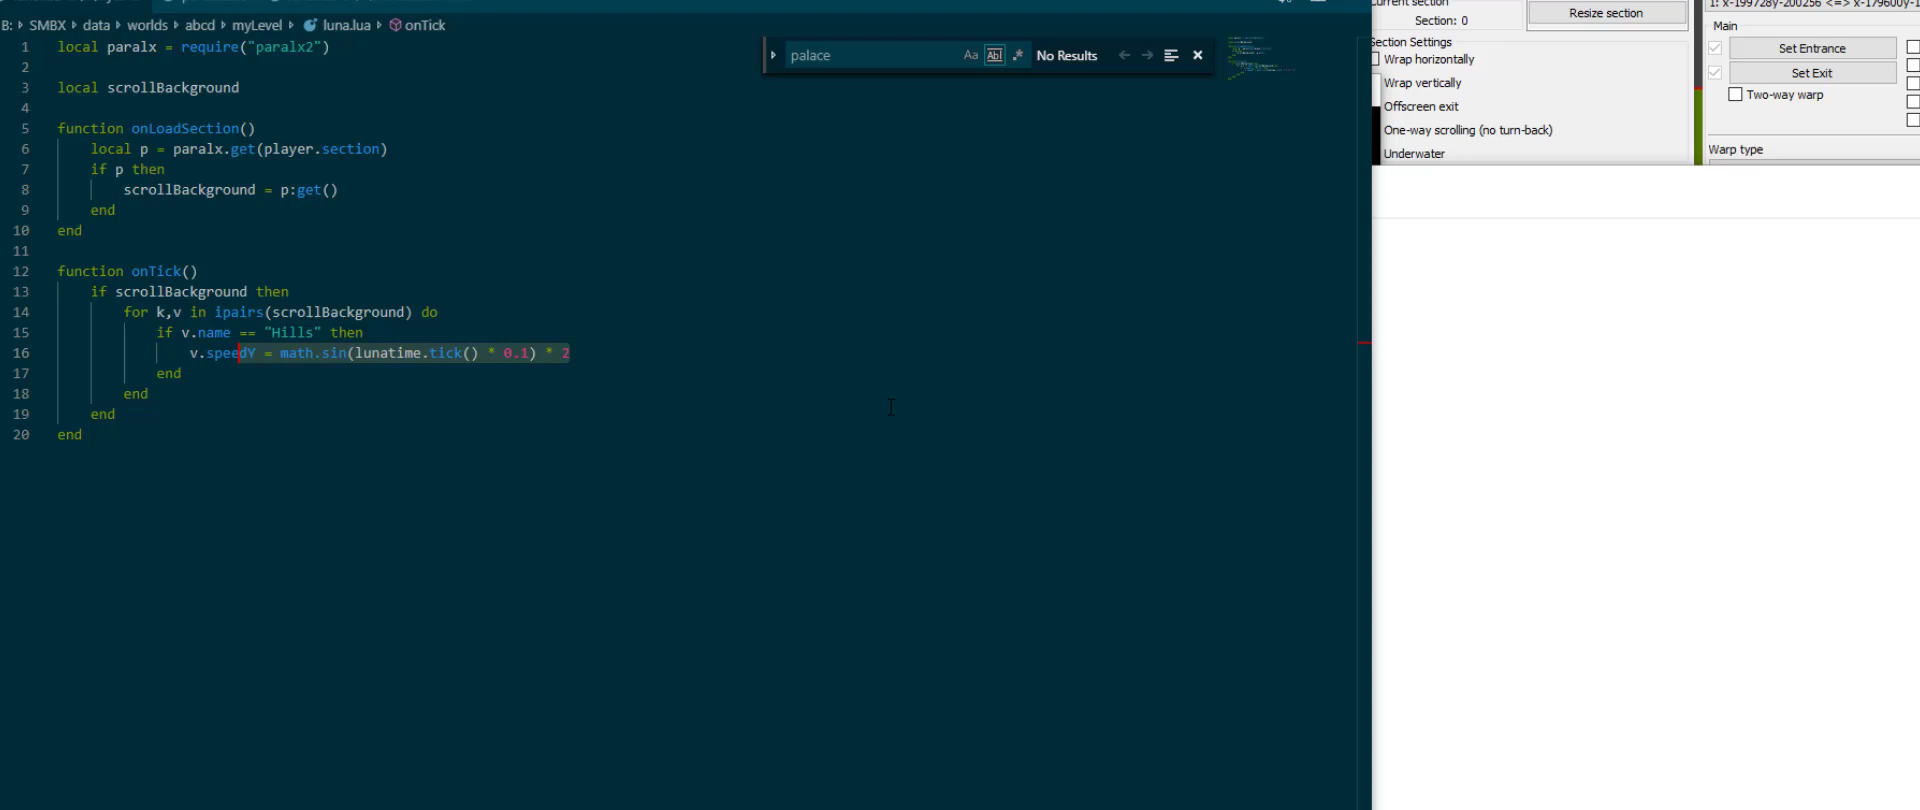 B: > SMBX > data > worlds > abcd > myLevel > luna.lua > onTick
1 local paralx = require("paralx2")
2
3 local scrollBackground
4
5 function onLoadSection()
6 local p = paralx.get(player.section)
7 if p then
8 scrollBackground = p:get()
9 end
10 end
11
12 function onTick()
13 if scrollBackground then
14 for k,v in ipairs(scrollBackground) do
15 if v.name == "Hills" then
16 v.speedY = math.sin(lunatime.tick() * 0.1) * 2
17 end
18 end
19 end
20 end
palace Aa Abl .* No Results
Current section
Section: 0
Resize section
Section Settings
Wrap horizontally
Wrap vertically
Offscreen exit
One-way scrolling (no turn-back)
Underwater
1: x-199728y-200256 <=> x-179600y-1
Main
Set Entrance
Set Exit
Two-way warp
Warp type